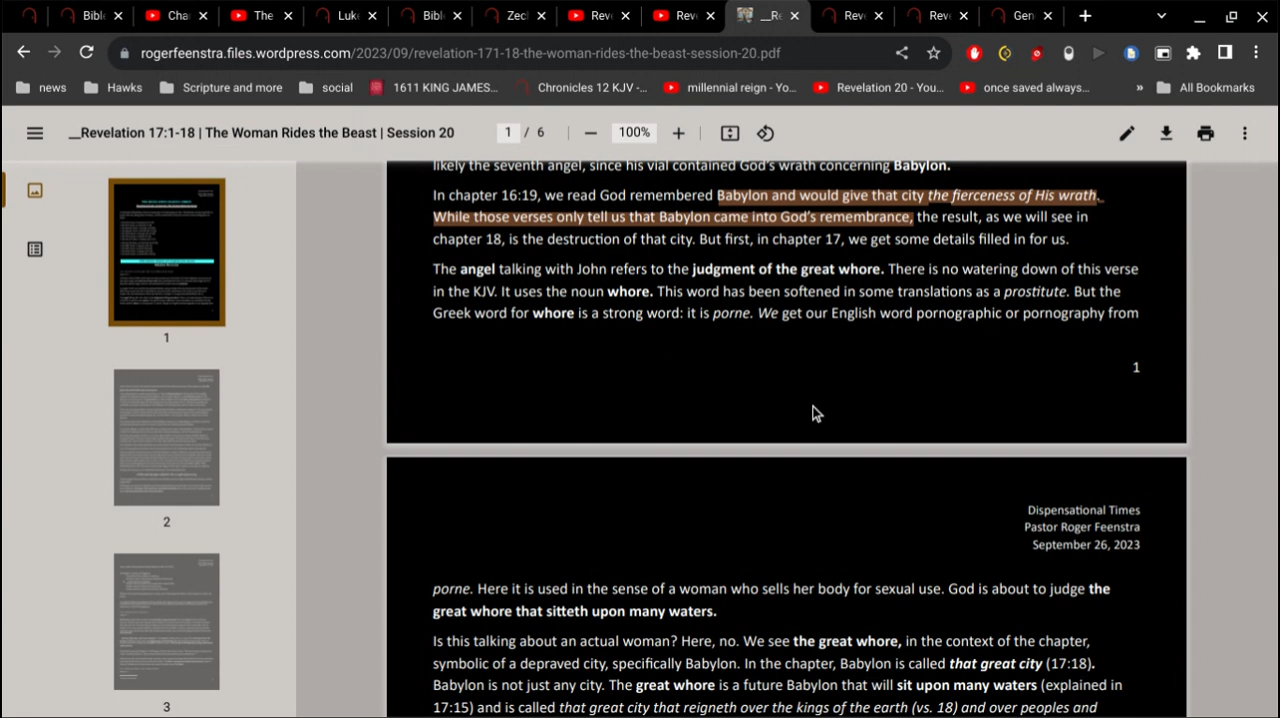 Bible
Cha
The
Luke
Bibl
Zecl
Reve
Reve
__Re
Reve
Reve
Gen
rogerfeenstra.files.wordpress.com/2023/09/revelation-171-18-the-woman-rides-the-beast-session-20.pdf
news
Hawks
Scripture and more
social
1611 KING JAMES...
Chronicles 12 KJV -...
millennial reign - Yo...
Revelation 20 - You...
once saved always...
»
All Bookmarks
__Revelation 17:1-18 | The Woman Rides the Beast | Session 20
1 / 6
100%
likely the seventh angel, since his vial contained God's wrath concerning Babylon.
In chapter 16:19, we read God remembered Babylon and would give that city the fierceness of His wrath.
While those verses only tell us that Babylon came into God's remembrance, the result, as we will see in
chapter 18, is the destruction of that city. But first, in chapter 17, we get some details filled in for us.
The angel talking with John refers to the judgment of the great whore. There is no watering down of this verse
in the KJV. It uses the noun whore. This word has been softened in some translations as a prostitute. But the
Greek word for whore is a strong word: it is porne. We get our English word pornographic or pornography from
1
Dispensational Times
Pastor Roger Feenstra
September 26, 2023
porne. Here it is used in the sense of a woman who sells her body for sexual use. God is about to judge the
great whore that sitteth upon many waters.
Is this talking about an actual woman? Here, no. We see the great whore, in the context of the chapter,
symbolic of a depraved city, specifically Babylon. In the chapter, Babylon is called that great city (17:18).
Babylon is not just any city. The great whore is a future Babylon that will sit upon many waters (explained in
17:15) and is called that great city that reigneth over the kings of the earth (vs. 18) and over peoples and
1
2
3